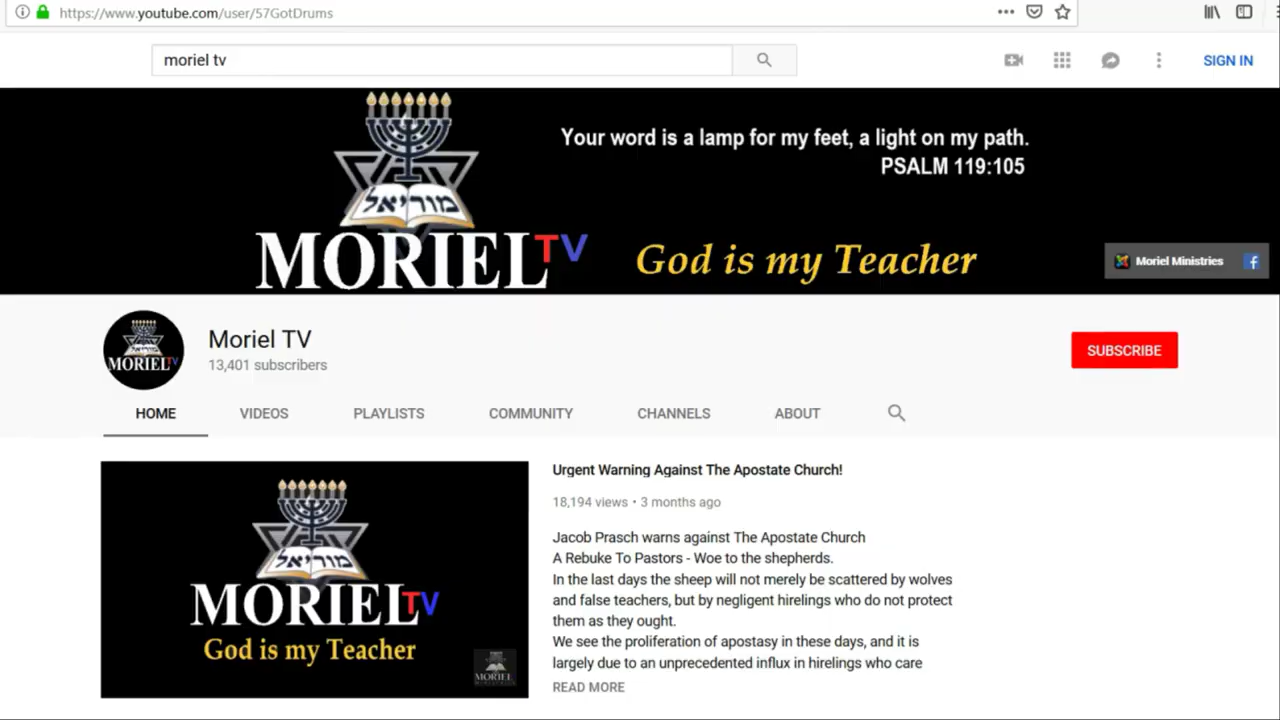 https://www.youtube.com/user/57GotDrums
moriel tv
SIGN IN
Your word is a lamp for my feet, a light on my path.
PSALM 119:105
מוריאל
MORIELTV
God is my Teacher
Moriel Ministries
MORIELTV
Moriel TV
13,401 subscribers
SUBSCRIBE
HOME VIDEOS PLAYLISTS COMMUNITY CHANNELS ABOUT
מוריאל
MORIELTV
God is my Teacher
MORIEL
Urgent Warning Against The Apostate Church!
18,194 views • 3 months ago
Jacob Prasch warns against The Apostate Church
A Rebuke To Pastors - Woe to the shepherds.
In the last days the sheep will not merely be scattered by wolves
and false teachers, but by negligent hirelings who do not protect
them as they ought.
We see the proliferation of apostasy in these days, and it is
largely due to an unprecedented influx in hirelings who care
READ MORE